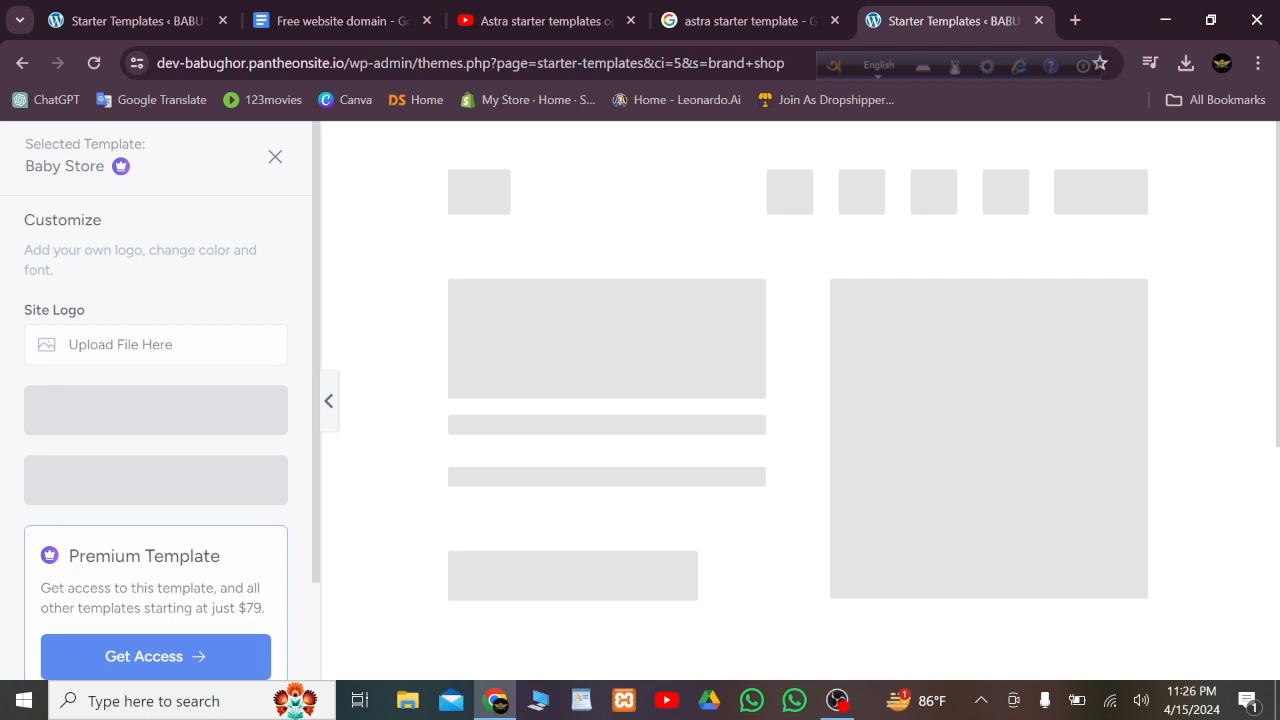 Starter Templates ‹ BABU
Free website domain - Go
Astra starter templates op
astra starter template - G
Starter Templates ‹ BABU
dev-babughor.pantheonsite.io/wp-admin/themes.php?page=starter-templates&ci=5&s=brand+shop
English
ChatGPT
Google Translate
123movies
Canva
DS Home
My Store · Home · S...
Home - Leonardo.Ai
Join As Dropshipper...
All Bookmarks
Selected Template:
Baby Store
Customize
Add your own logo, change color and
font.
Site Logo
Upload File Here
Premium Template
Get access to this template, and all
other templates starting at just $79.
Get Access →
Type here to search
1
86°F
11:26 PM
4/15/2024
1